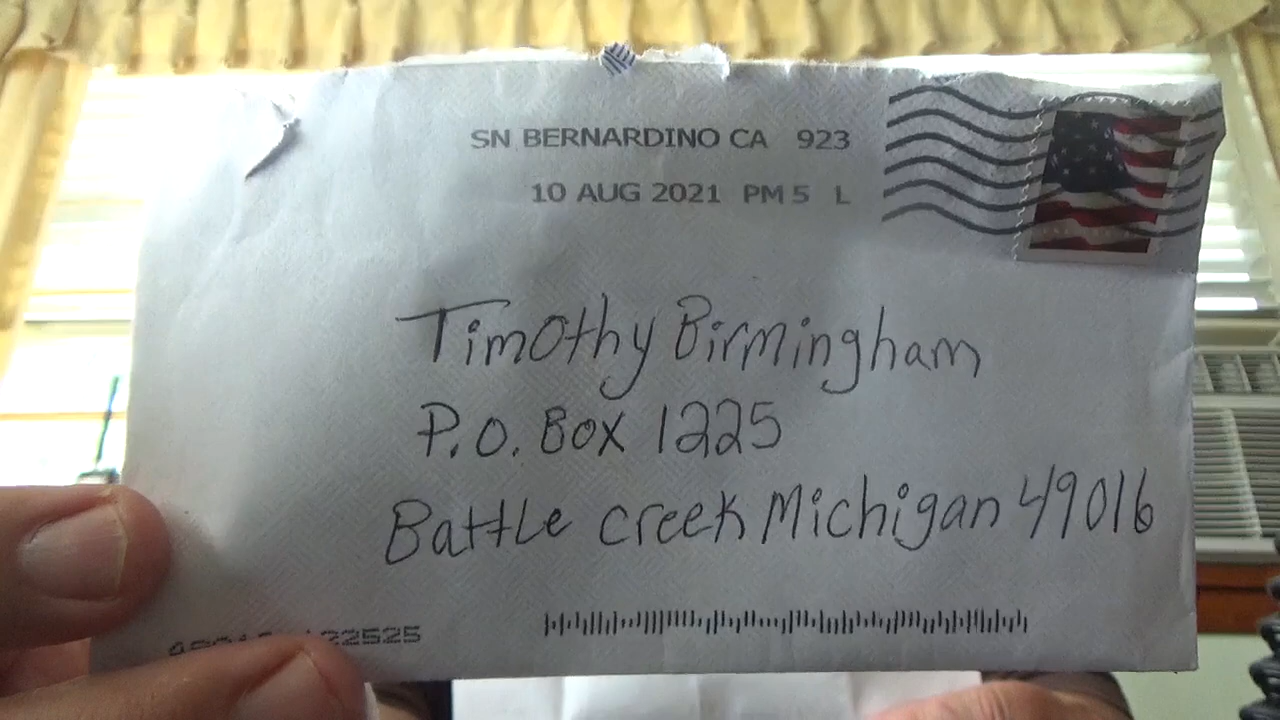 SN BERNARDINO CA 923
10 AUG 2021 PM 5 L
Timothy Birmingham
P.O. Box 1225
Battle creek Michigan 49016